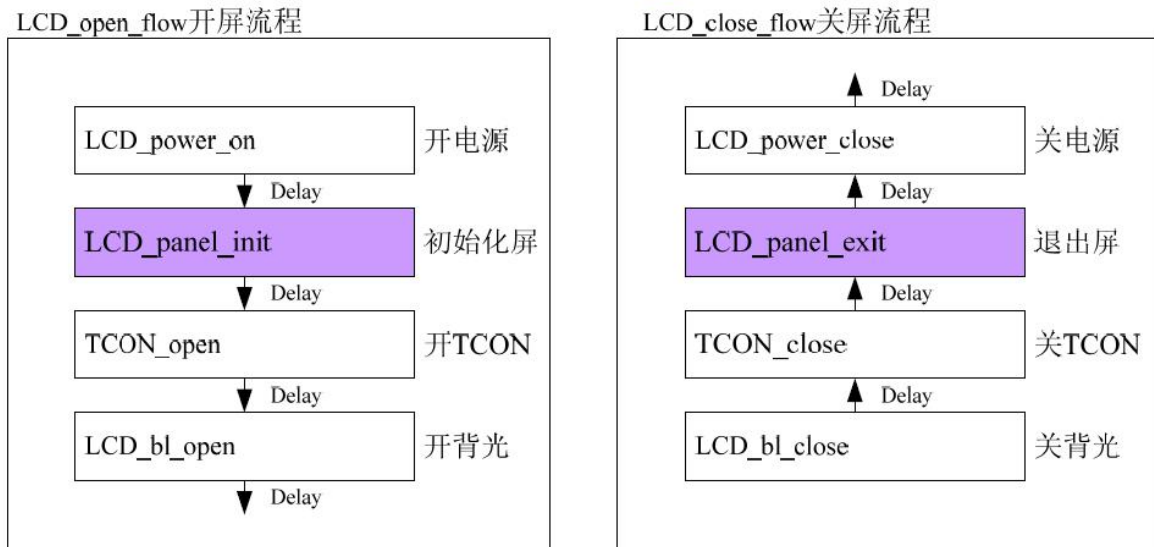 LCD_open_flow开屏流程
LCD_power_on 开电源
Delay
LCD_panel_init 初始化屏
Delay
TCON_open 开TCON
Delay
LCD_bl_open 开背光
Delay
LCD_close_flow关屏流程
Delay
LCD_power_close 关电源
Delay
LCD_panel_exit 退出屏
Delay
TCON_close 关TCON
Delay
LCD_bl_close 关背光